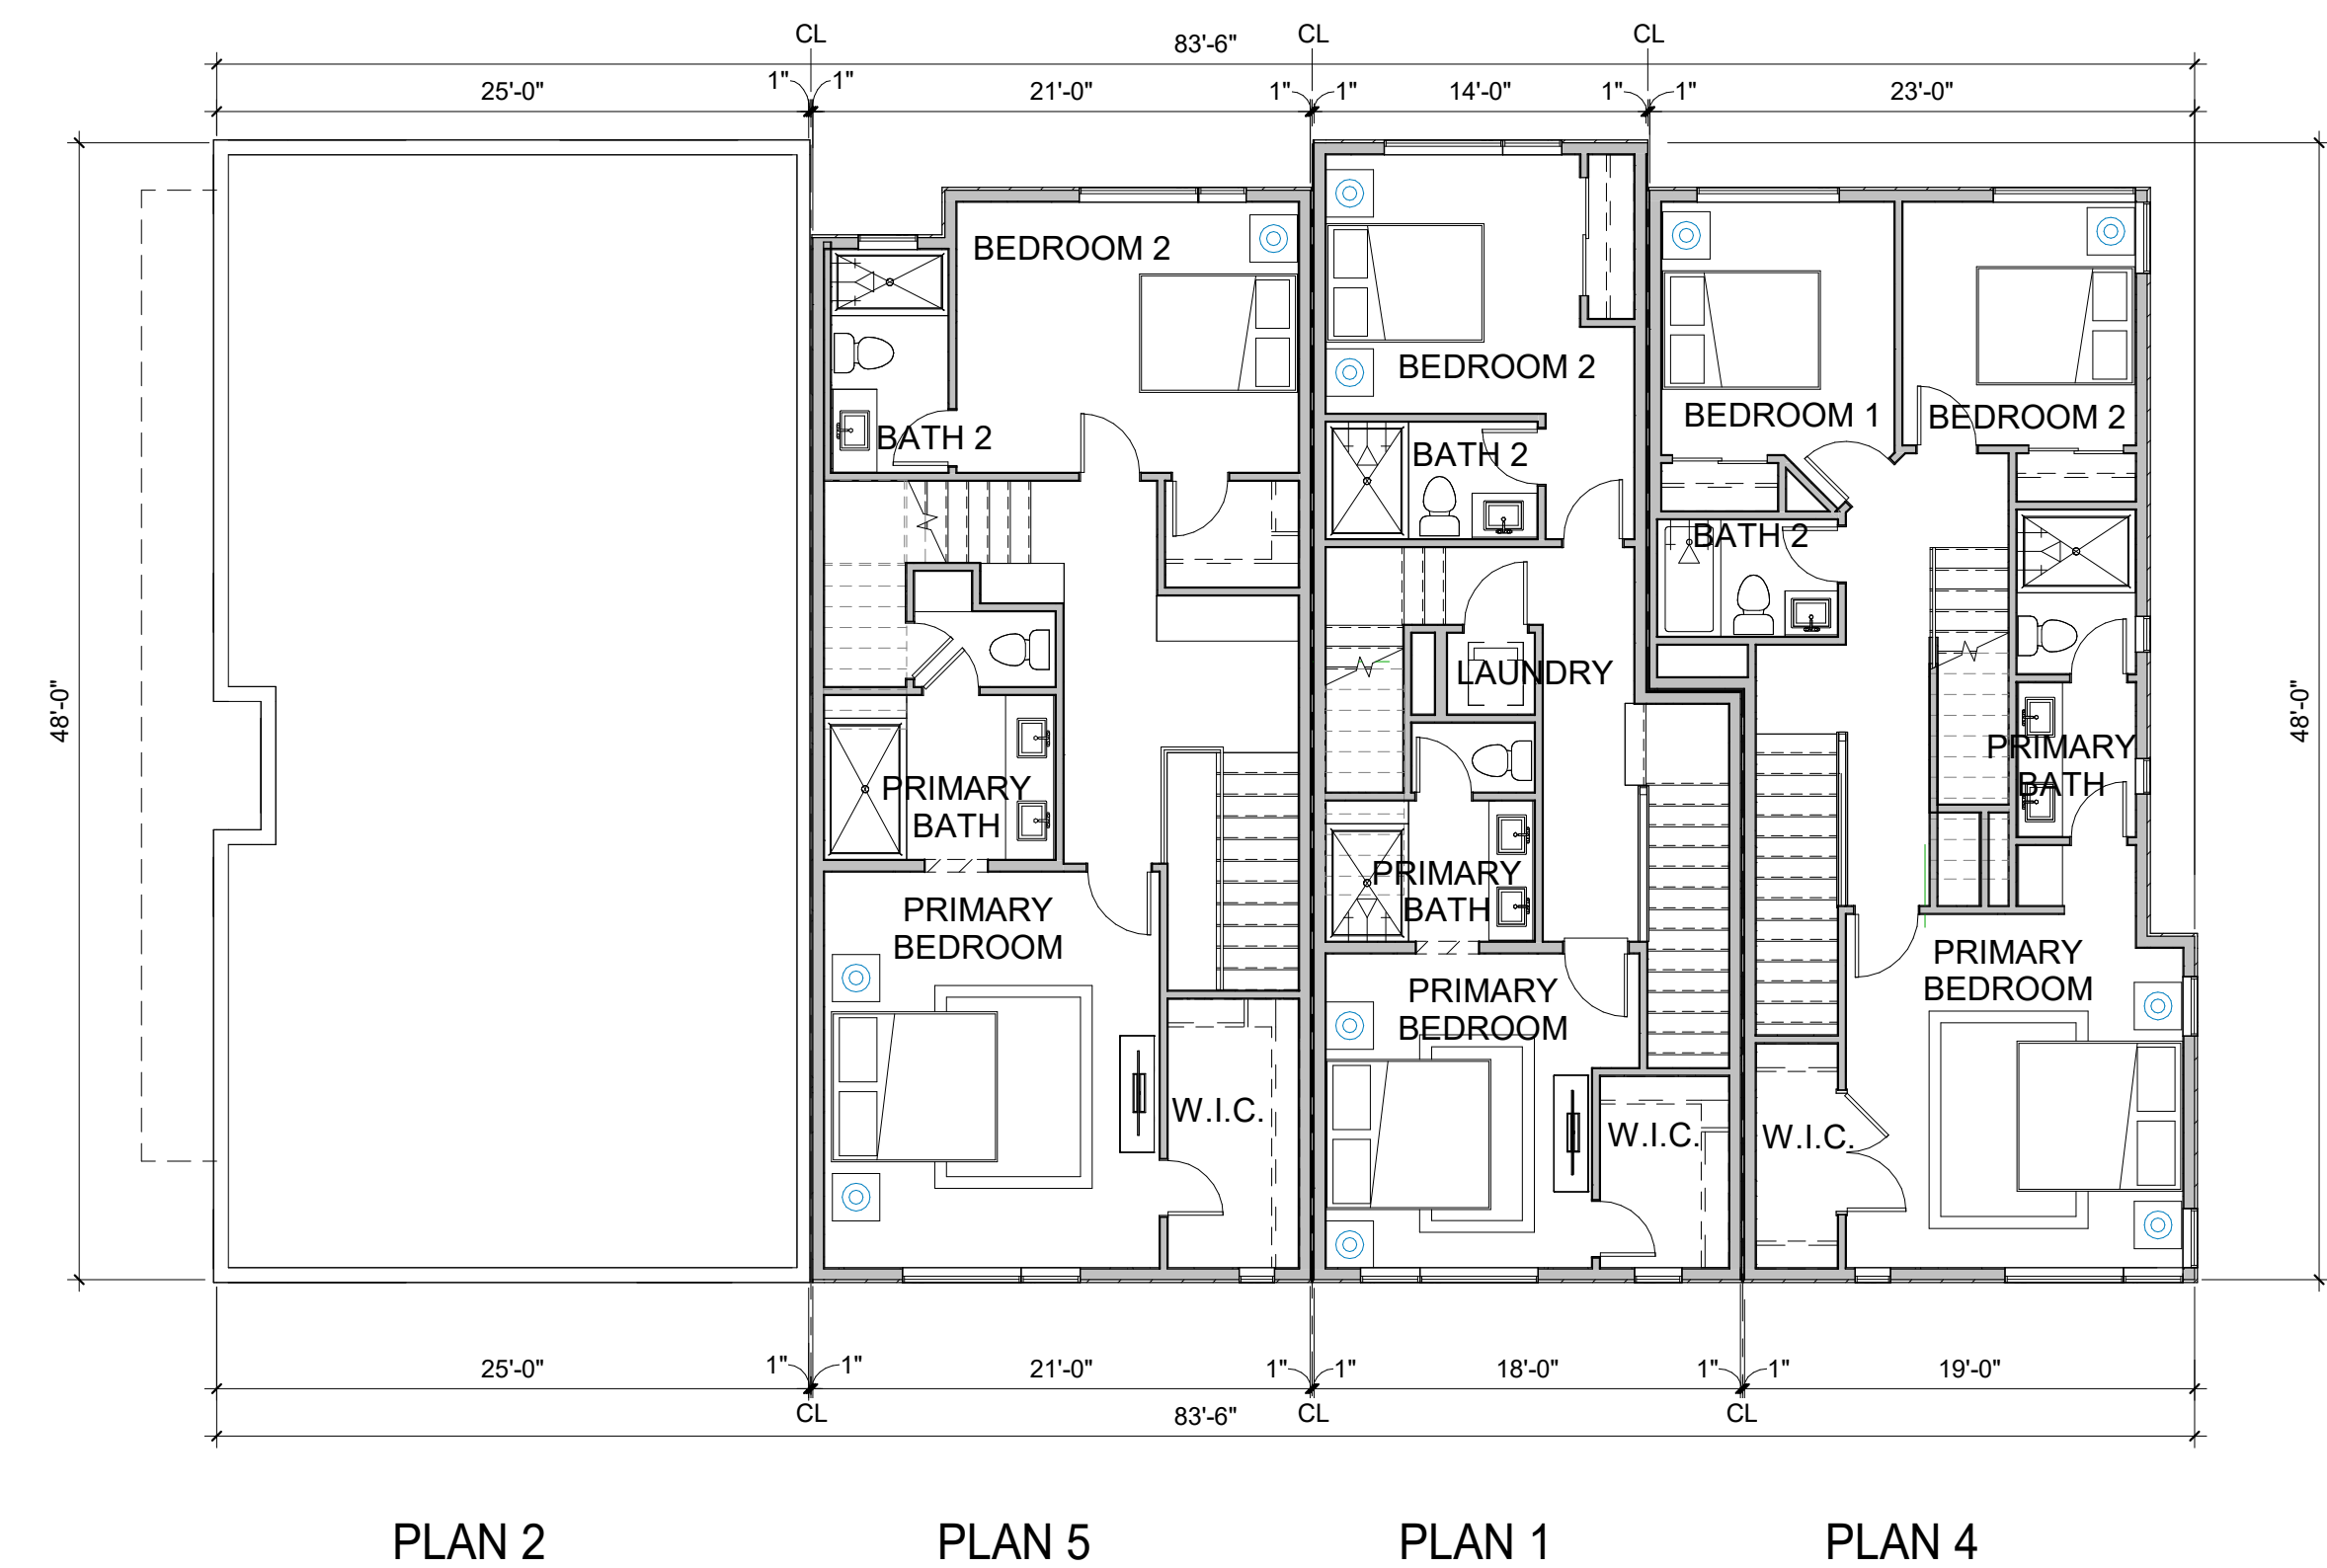 CL CL CL
83'-6"
1" 1" 1" 1" 1" 1"
25'-0" 21'-0" 14'-0" 23'-0"
BEDROOM 2
BEDROOM 2
BEDROOM 1 BEDROOM 2
BATH 2
BATH 2
BATH 2
LAUNDRY
48'-0" 48'-0"
PRIMARY
BATH
PRIMARY
BATH
PRIMARY
BATH
PRIMARY
BEDROOM
PRIMARY
BEDROOM
PRIMARY
BEDROOM
W.I.C.
W.I.C.
W.I.C.
1" 1" 1" 1" 1" 1"
25'-0" 21'-0" 18'-0" 19'-0"
CL CL CL
83'-6"
PLAN 2 PLAN 5 PLAN 1 PLAN 4